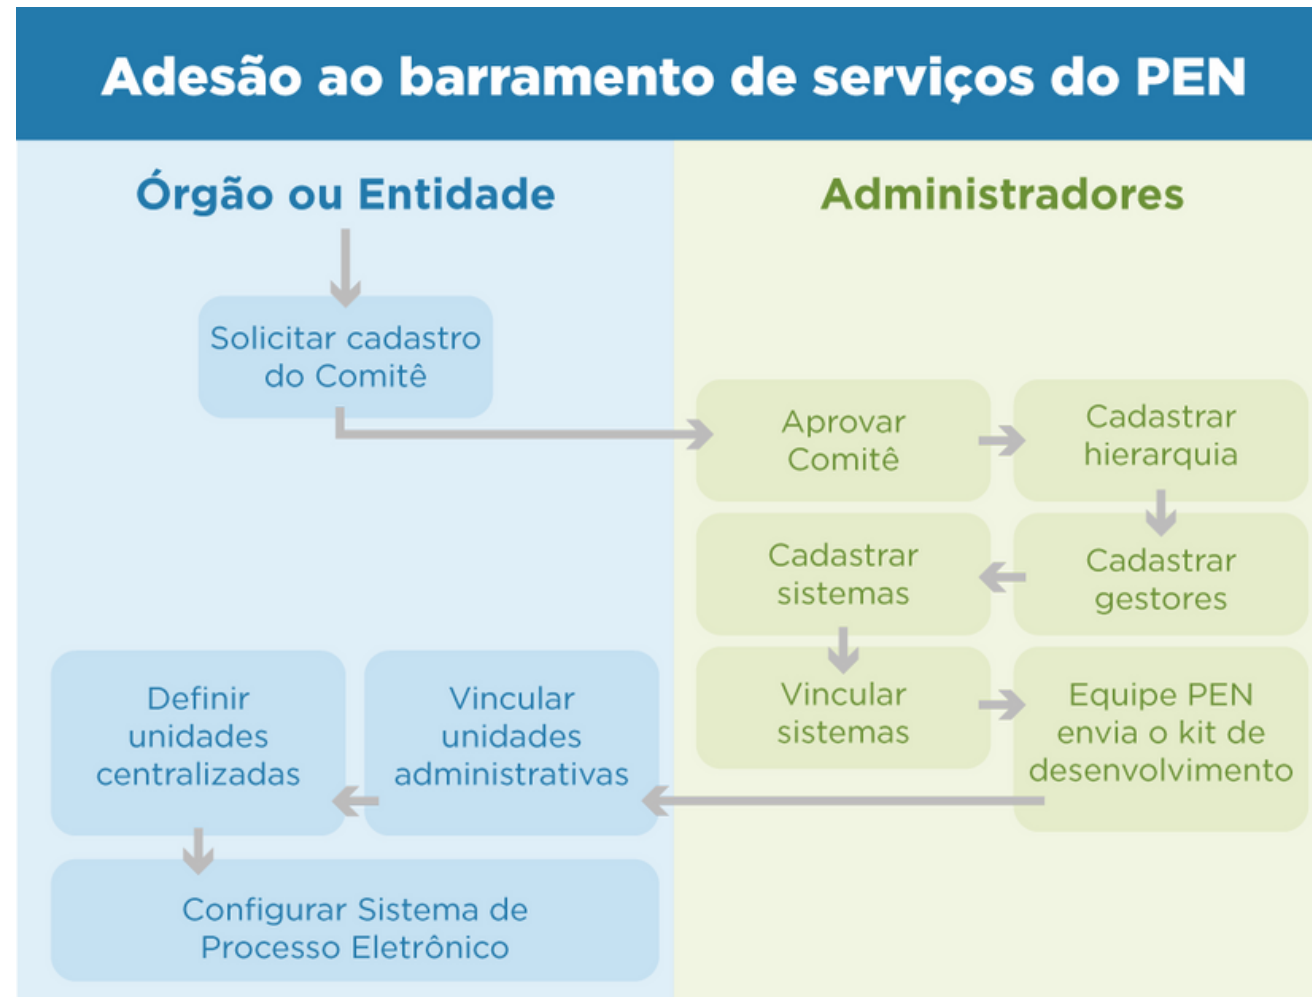 Adesão ao barramento de serviços do PEN
Órgão ou Entidade
Administradores
Solicitar cadastro
do Comitê
Aprovar
Comitê
Cadastrar
hierarquia
Cadastrar
gestores
Cadastrar
sistemas
Vincular
sistemas
Equipe PEN
envia o kit de
desenvolvimento
Vincular
unidades
administrativas
Definir
unidades
centralizadas
Configurar Sistema de
Processo Eletrônico